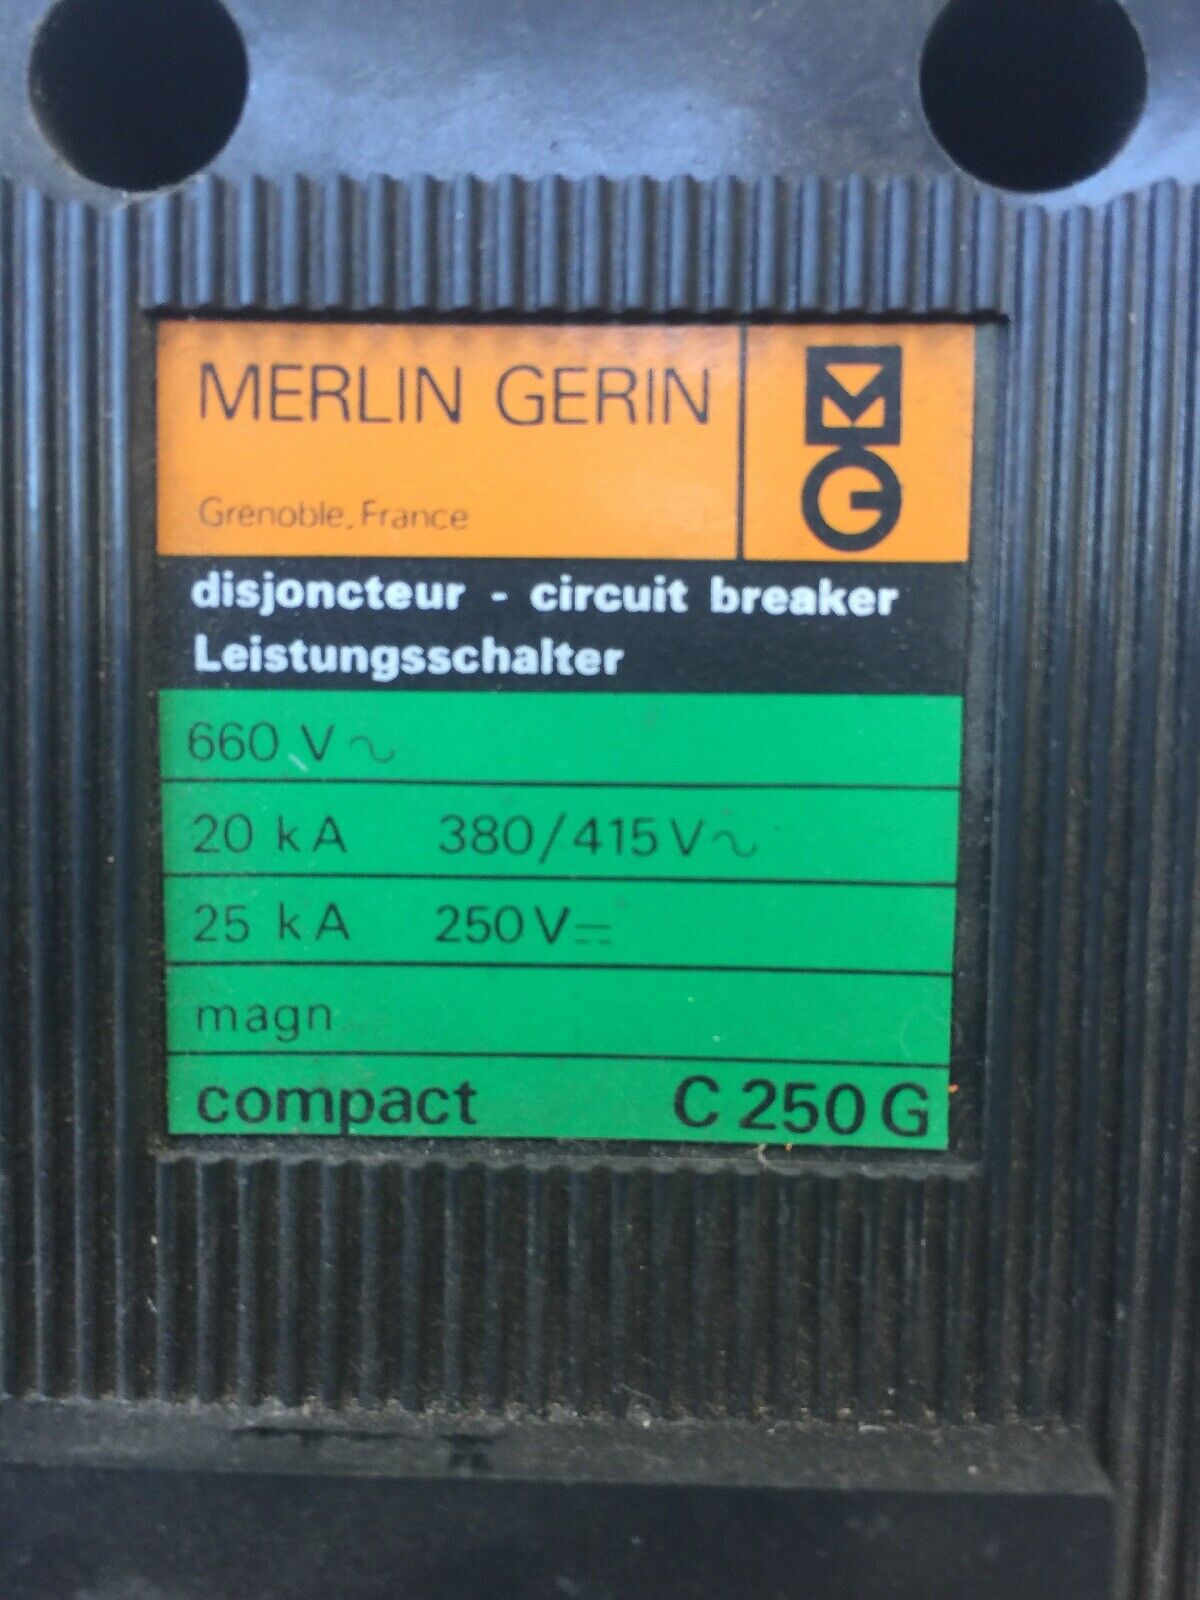 MERLIN GERIN
MG
Grenoble, France
disjoncteur - circuit breaker
Leistungsschalter
660 V ~
20 kA 380/415 V ~
25 kA 250 V ⎓
magn
compact C 250 G